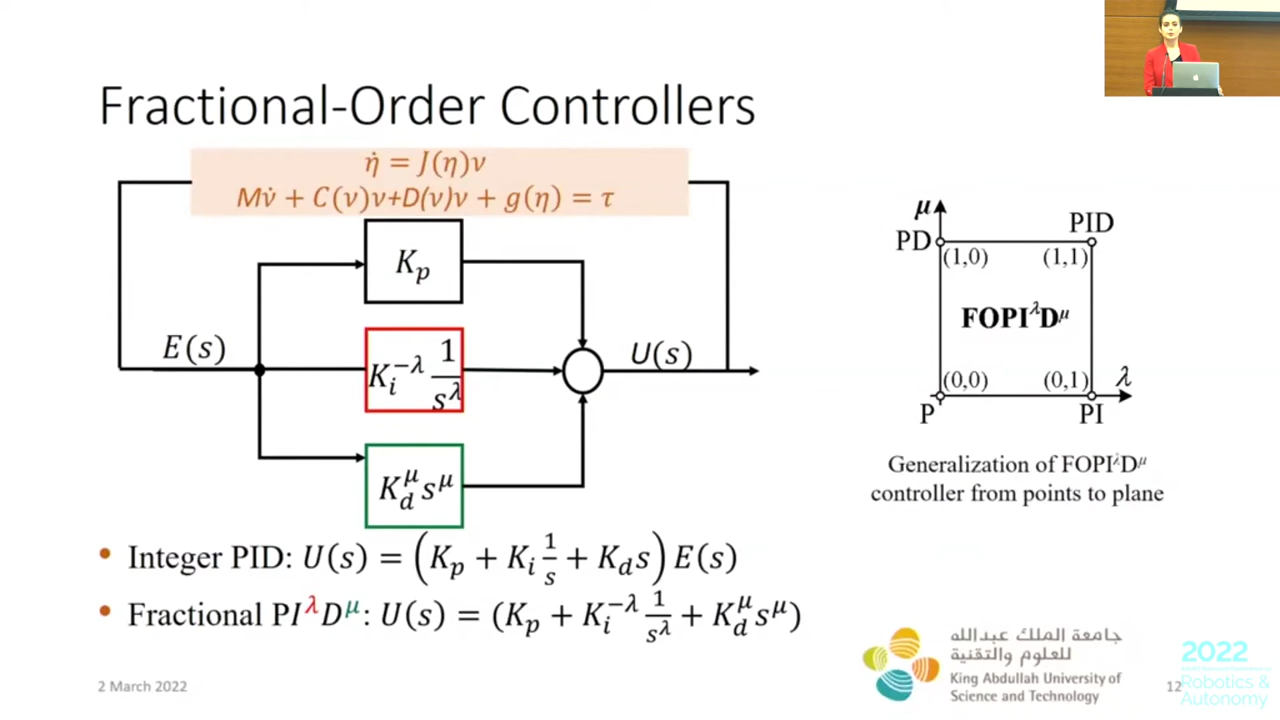 Fractional-Order Controllers
η̇ = J(η)ν
Mν̇ + C(ν)ν+D(ν)ν + g(η) = τ
K_p
E(s)
K_i^{-λ} 1/s^λ
U(s)
K_d^μ s^μ
μ
PD
PID
(1,0)
(1,1)
FOPI^λD^μ
(0,0)
(0,1)
λ
P
PI
Generalization of FOPI^λD^μ
controller from points to plane
• Integer PID: U(s) = (K_p + K_i 1/s + K_d s) E(s)
• Fractional PI^λD^μ: U(s) = (K_p + K_i^{-λ} 1/s^λ + K_d^μ s^μ)
جامعة الملك عبدالله
للعلوم والتقنية
King Abdullah University of
Science and Technology
2 March 2022
12
2022
Robotics &
Autonomy